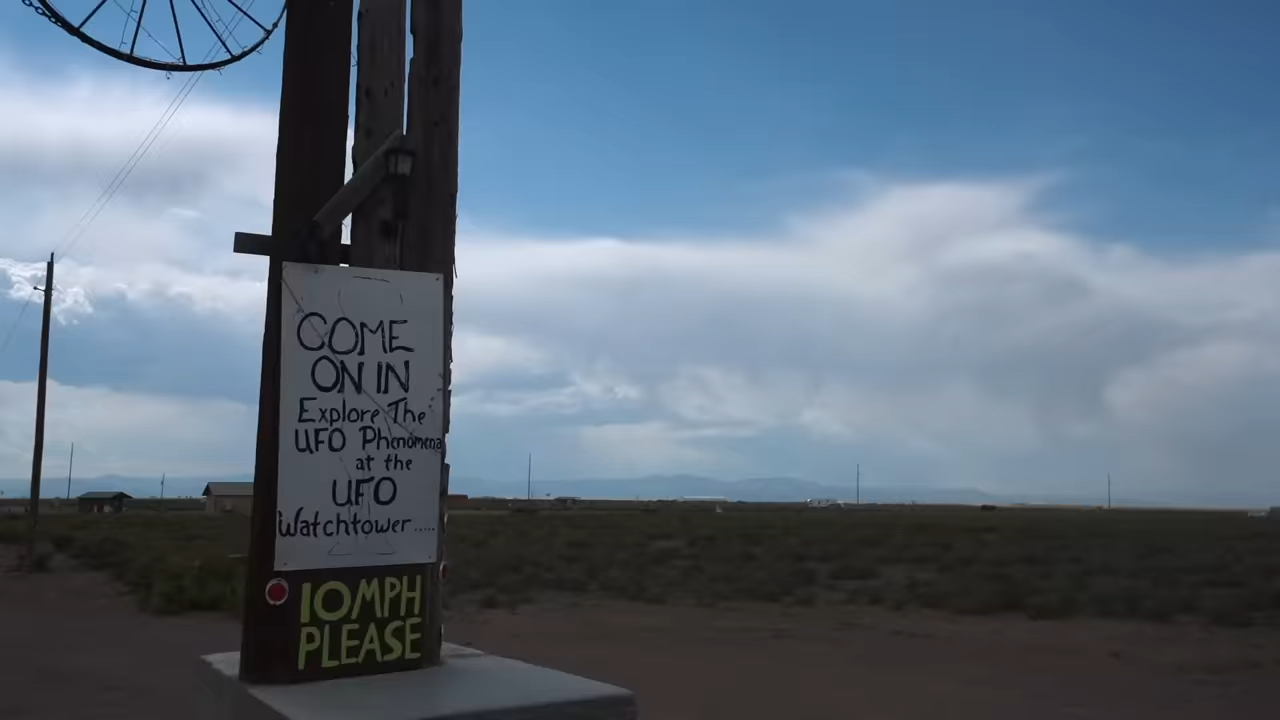 COME
ON IN
Explore The
UFO Phenomena
at the
UFO
Watchtower.....
10MPH
PLEASE